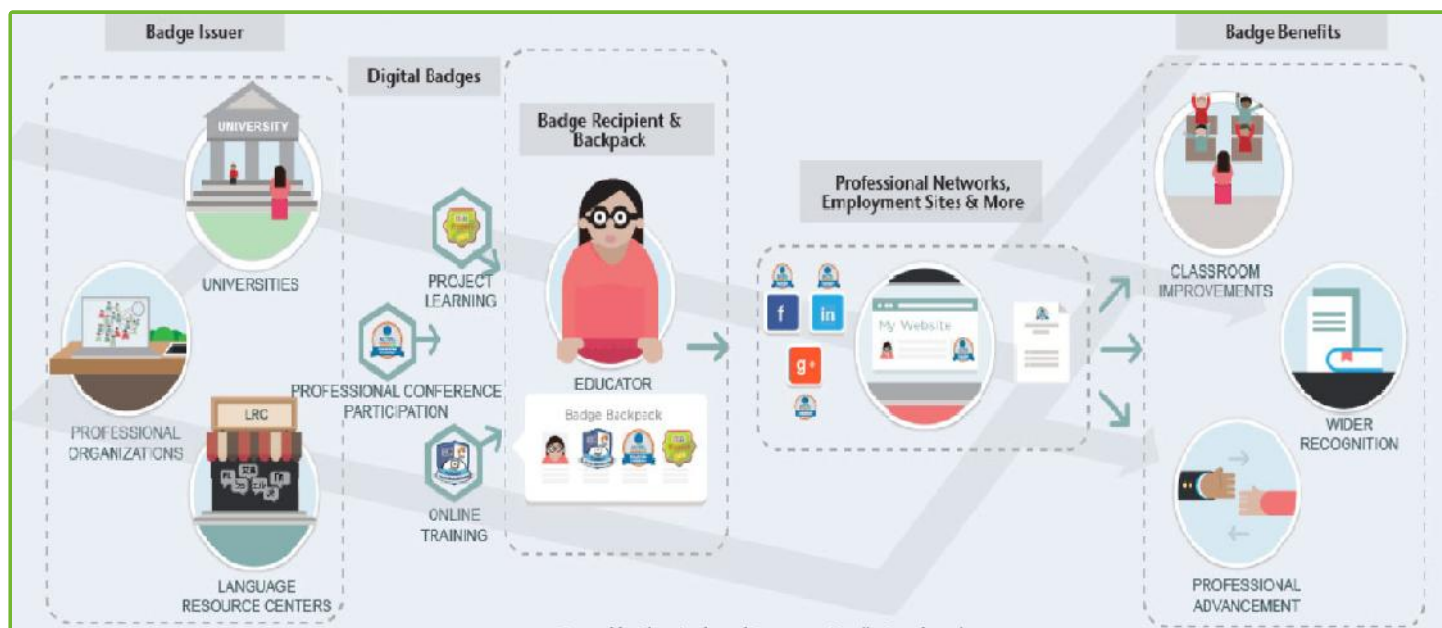 Badge Issuer
UNIVERSITY
UNIVERSITIES
PROFESSIONAL
ORGANIZATIONS
LRC
LANGUAGE
RESOURCE CENTERS
Digital Badges
PROJECT
LEARNING
PROFESSIONAL CONFERENCE
PARTICIPATION
ONLINE
TRAINING
Badge Recipient &
Backpack
EDUCATOR
Badge Backpack
Professional Networks,
Employment Sites & More
f
in
g+
My Website
Badge Benefits
CLASSROOM
IMPROVEMENTS
WIDER
RECOGNITION
PROFESSIONAL
ADVANCEMENT